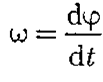 ω = dφ/dt